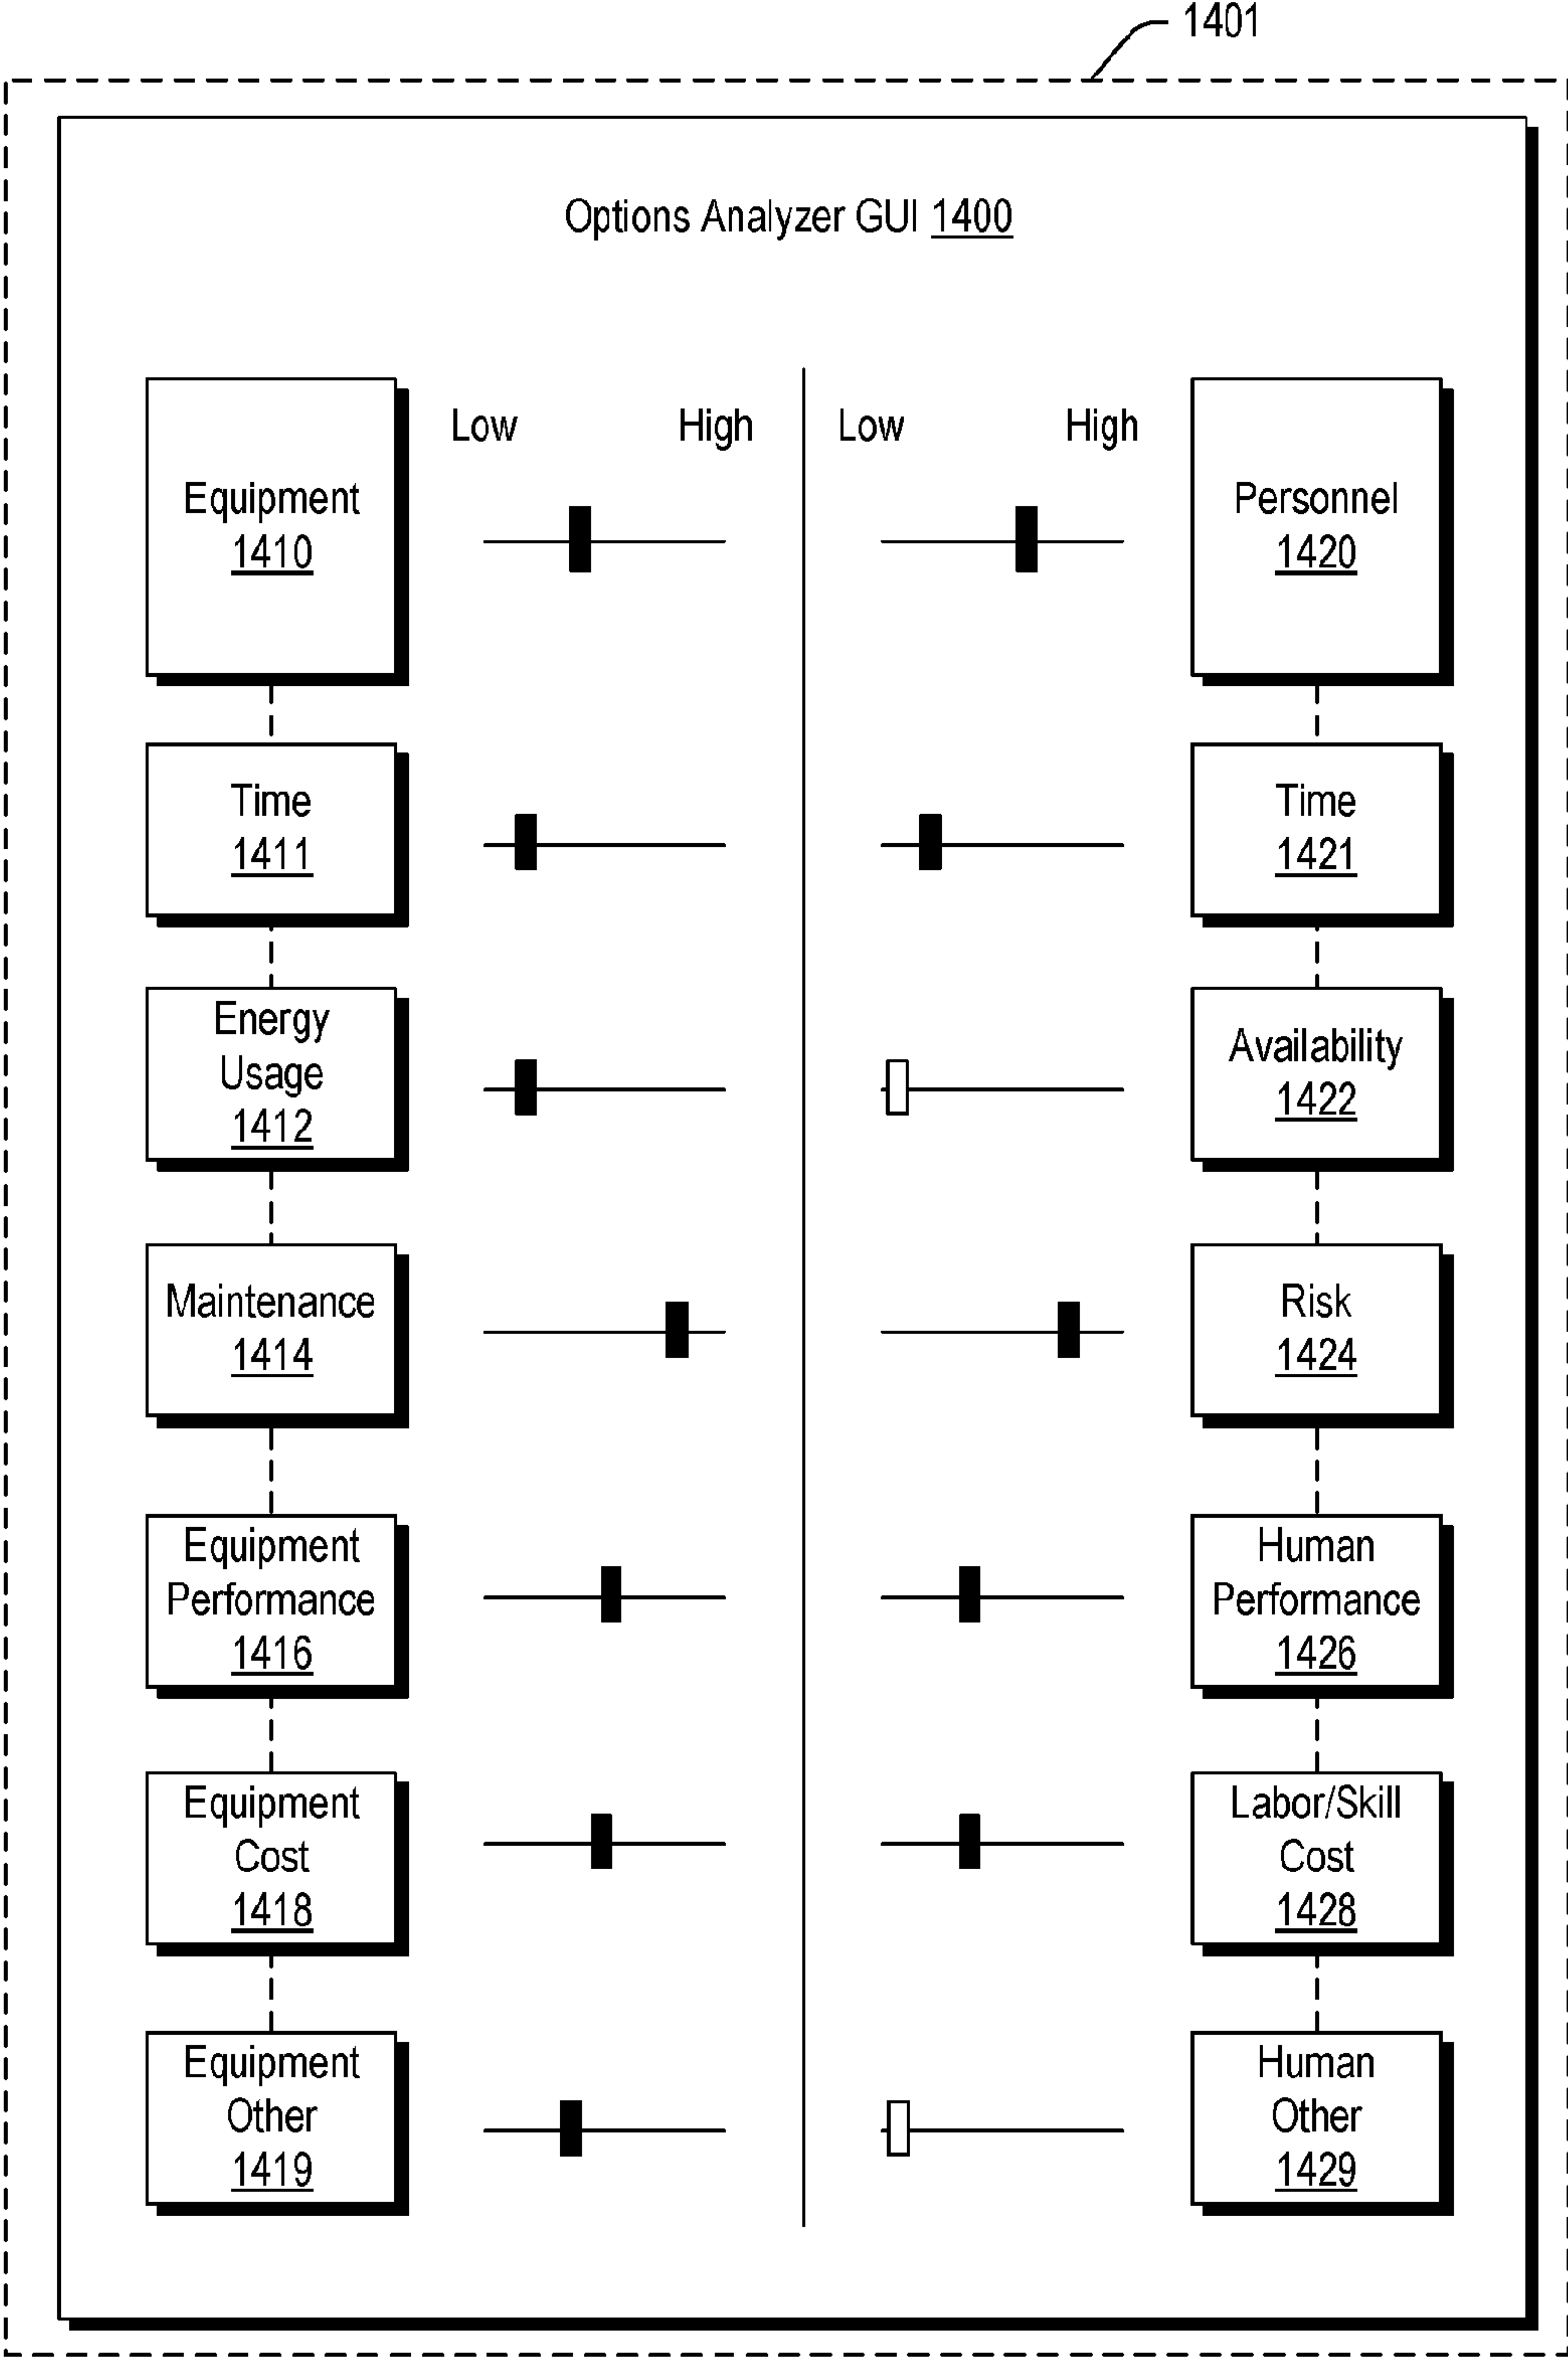 1401
Options Analyzer GUI 1400
Low High Low High
Equipment
1410
Personnel
1420
Time
1411
Time
1421
Energy
Usage
1412
Availability
1422
Maintenance
1414
Risk
1424
Equipment
Performance
1416
Human
Performance
1426
Equipment
Cost
1418
Labor/Skill
Cost
1428
Equipment
Other
1419
Human
Other
1429